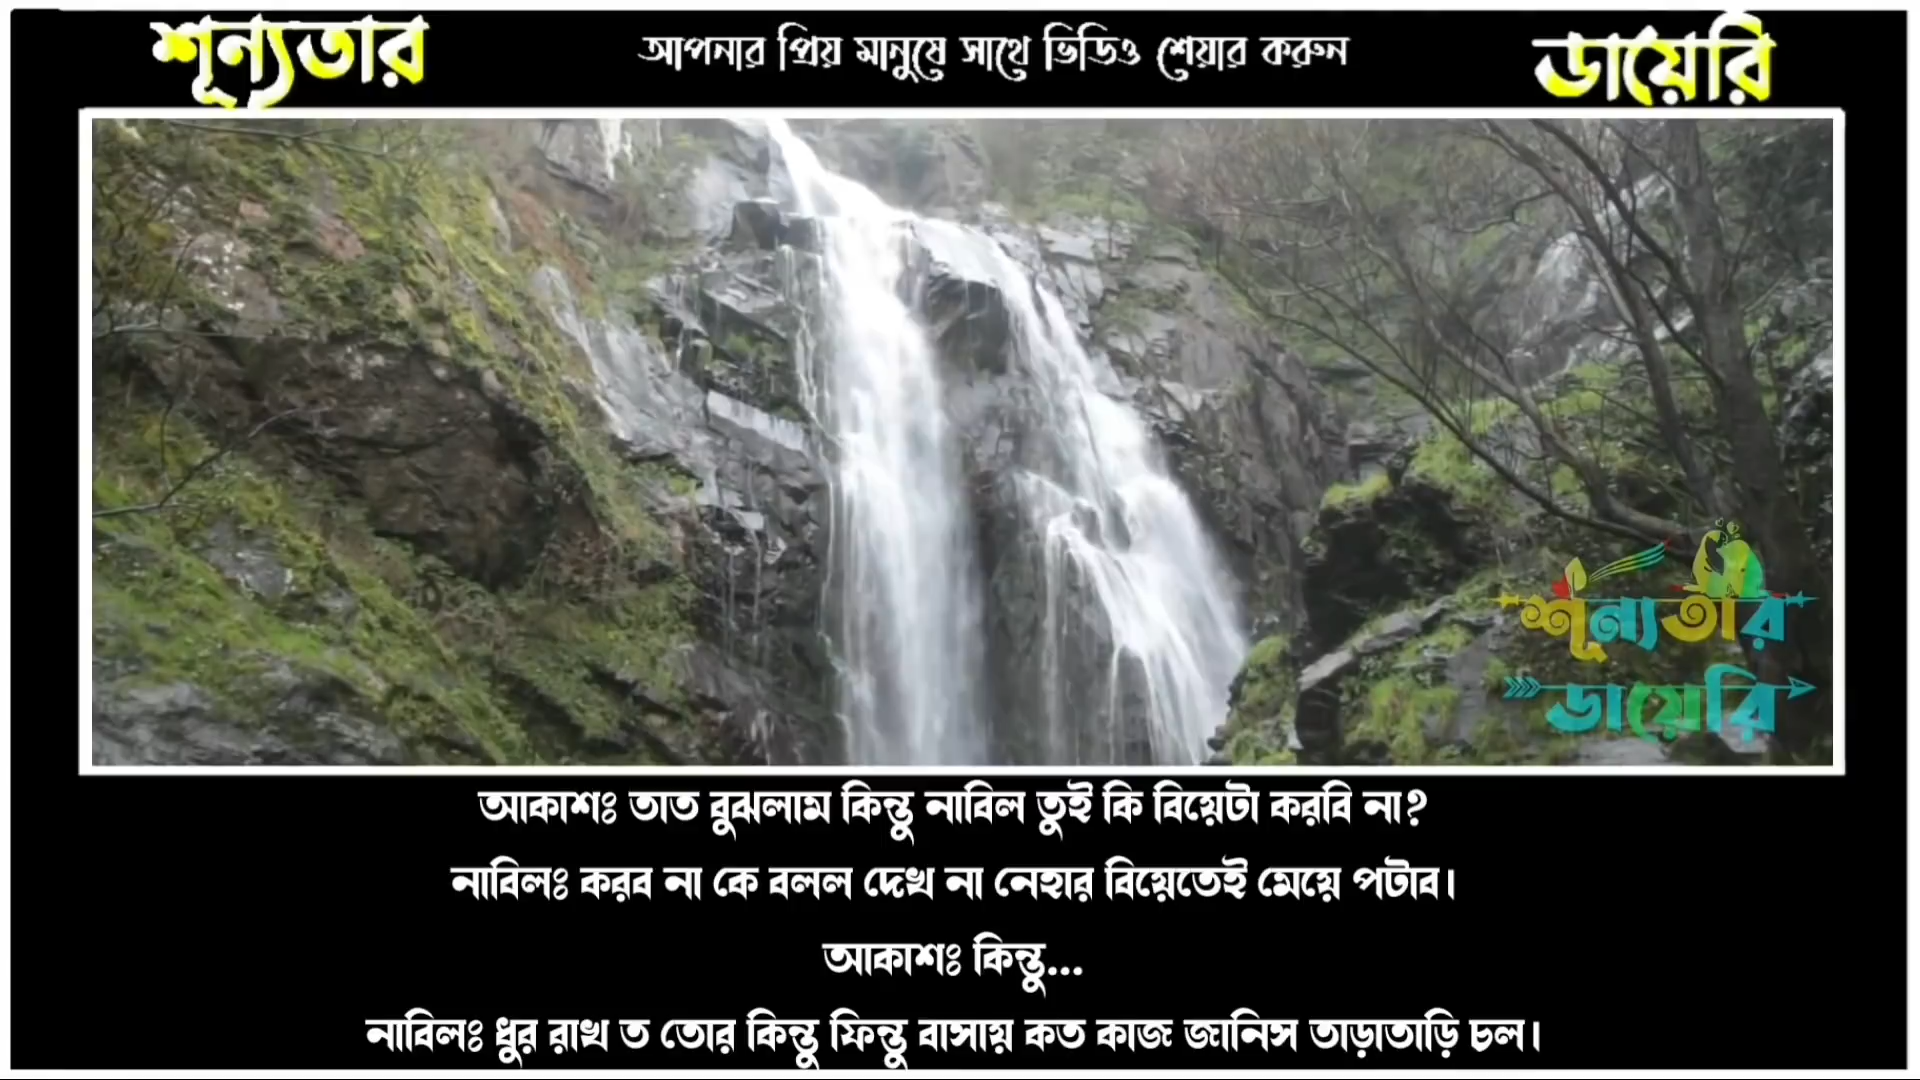 শূন্যতার
আপনার প্রিয় মানুষে সাথে ভিডিও শেয়ার করুন
ডায়েরি
শূন্যতার
ডায়েরি
আকাশঃ তাত বুঝলাম কিন্তু নাবিল তুই কি বিয়েটা করবি না?
নাবিলঃ করব না কে বলল দেখ না নেহার বিয়েতেই মেয়ে পটাব।
আকাশঃ কিন্তু...
নাবিলঃ ধুর রাখ ত তোর কিন্তু ফিন্তু বাসায় কত কাজ জানিস তাড়াতাড়ি চল।